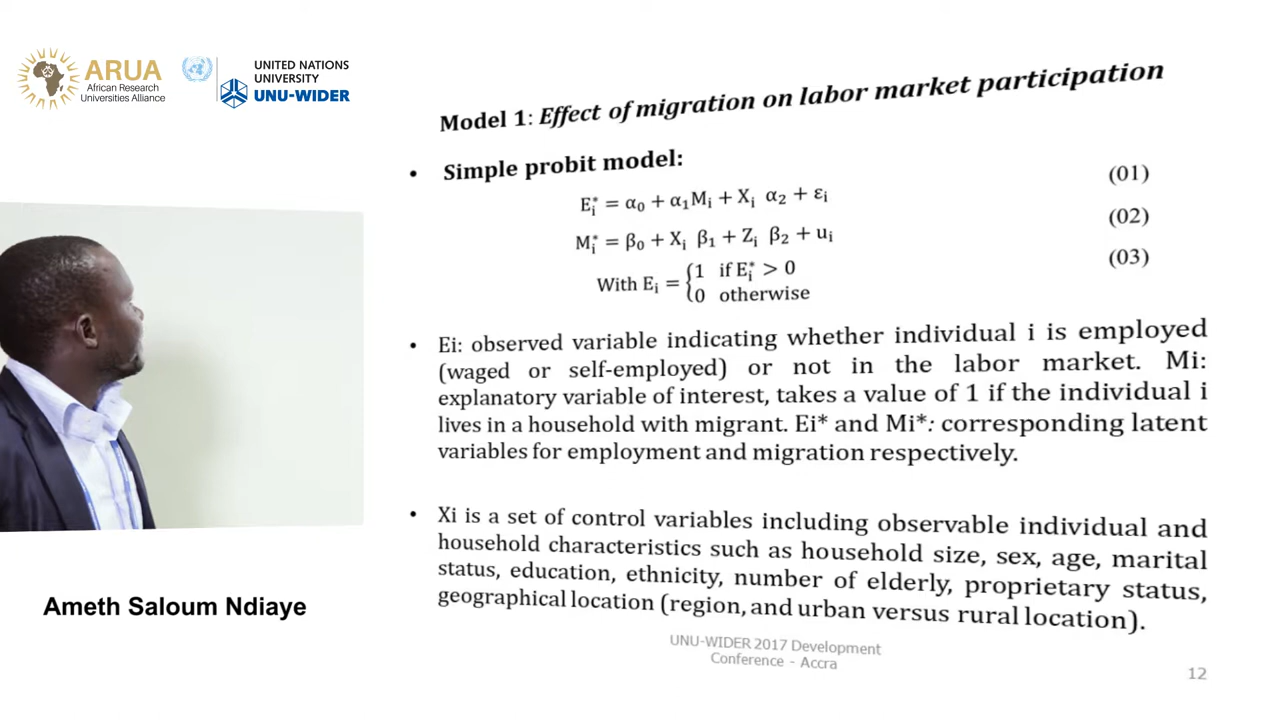 ARUA
African Research
Universities Alliance
UNITED NATIONS
UNIVERSITY
UNU-WIDER
Model 1: Effect of migration on labor market participation
• Simple probit model:
E*ᵢ = α₀ + α₁Mᵢ + Xᵢ α₂ + εᵢ (01)
M*ᵢ = β₀ + Xᵢ β₁ + Zᵢ β₂ + uᵢ (02)
With Eᵢ = {1 if E*ᵢ > 0 (03)
0 otherwise
• Ei: observed variable indicating whether individual i is employed
(waged or self-employed) or not in the labor market. Mi:
explanatory variable of interest, takes a value of 1 if the individual i
lives in a household with migrant. Ei* and Mi*: corresponding latent
variables for employment and migration respectively.
• Xi is a set of control variables including observable individual and
household characteristics such as household size, sex, age, marital
status, education, ethnicity, number of elderly, proprietary status,
geographical location (region, and urban versus rural location).
Ameth Saloum Ndiaye
UNU-WIDER 2017 Development
Conference - Accra
12